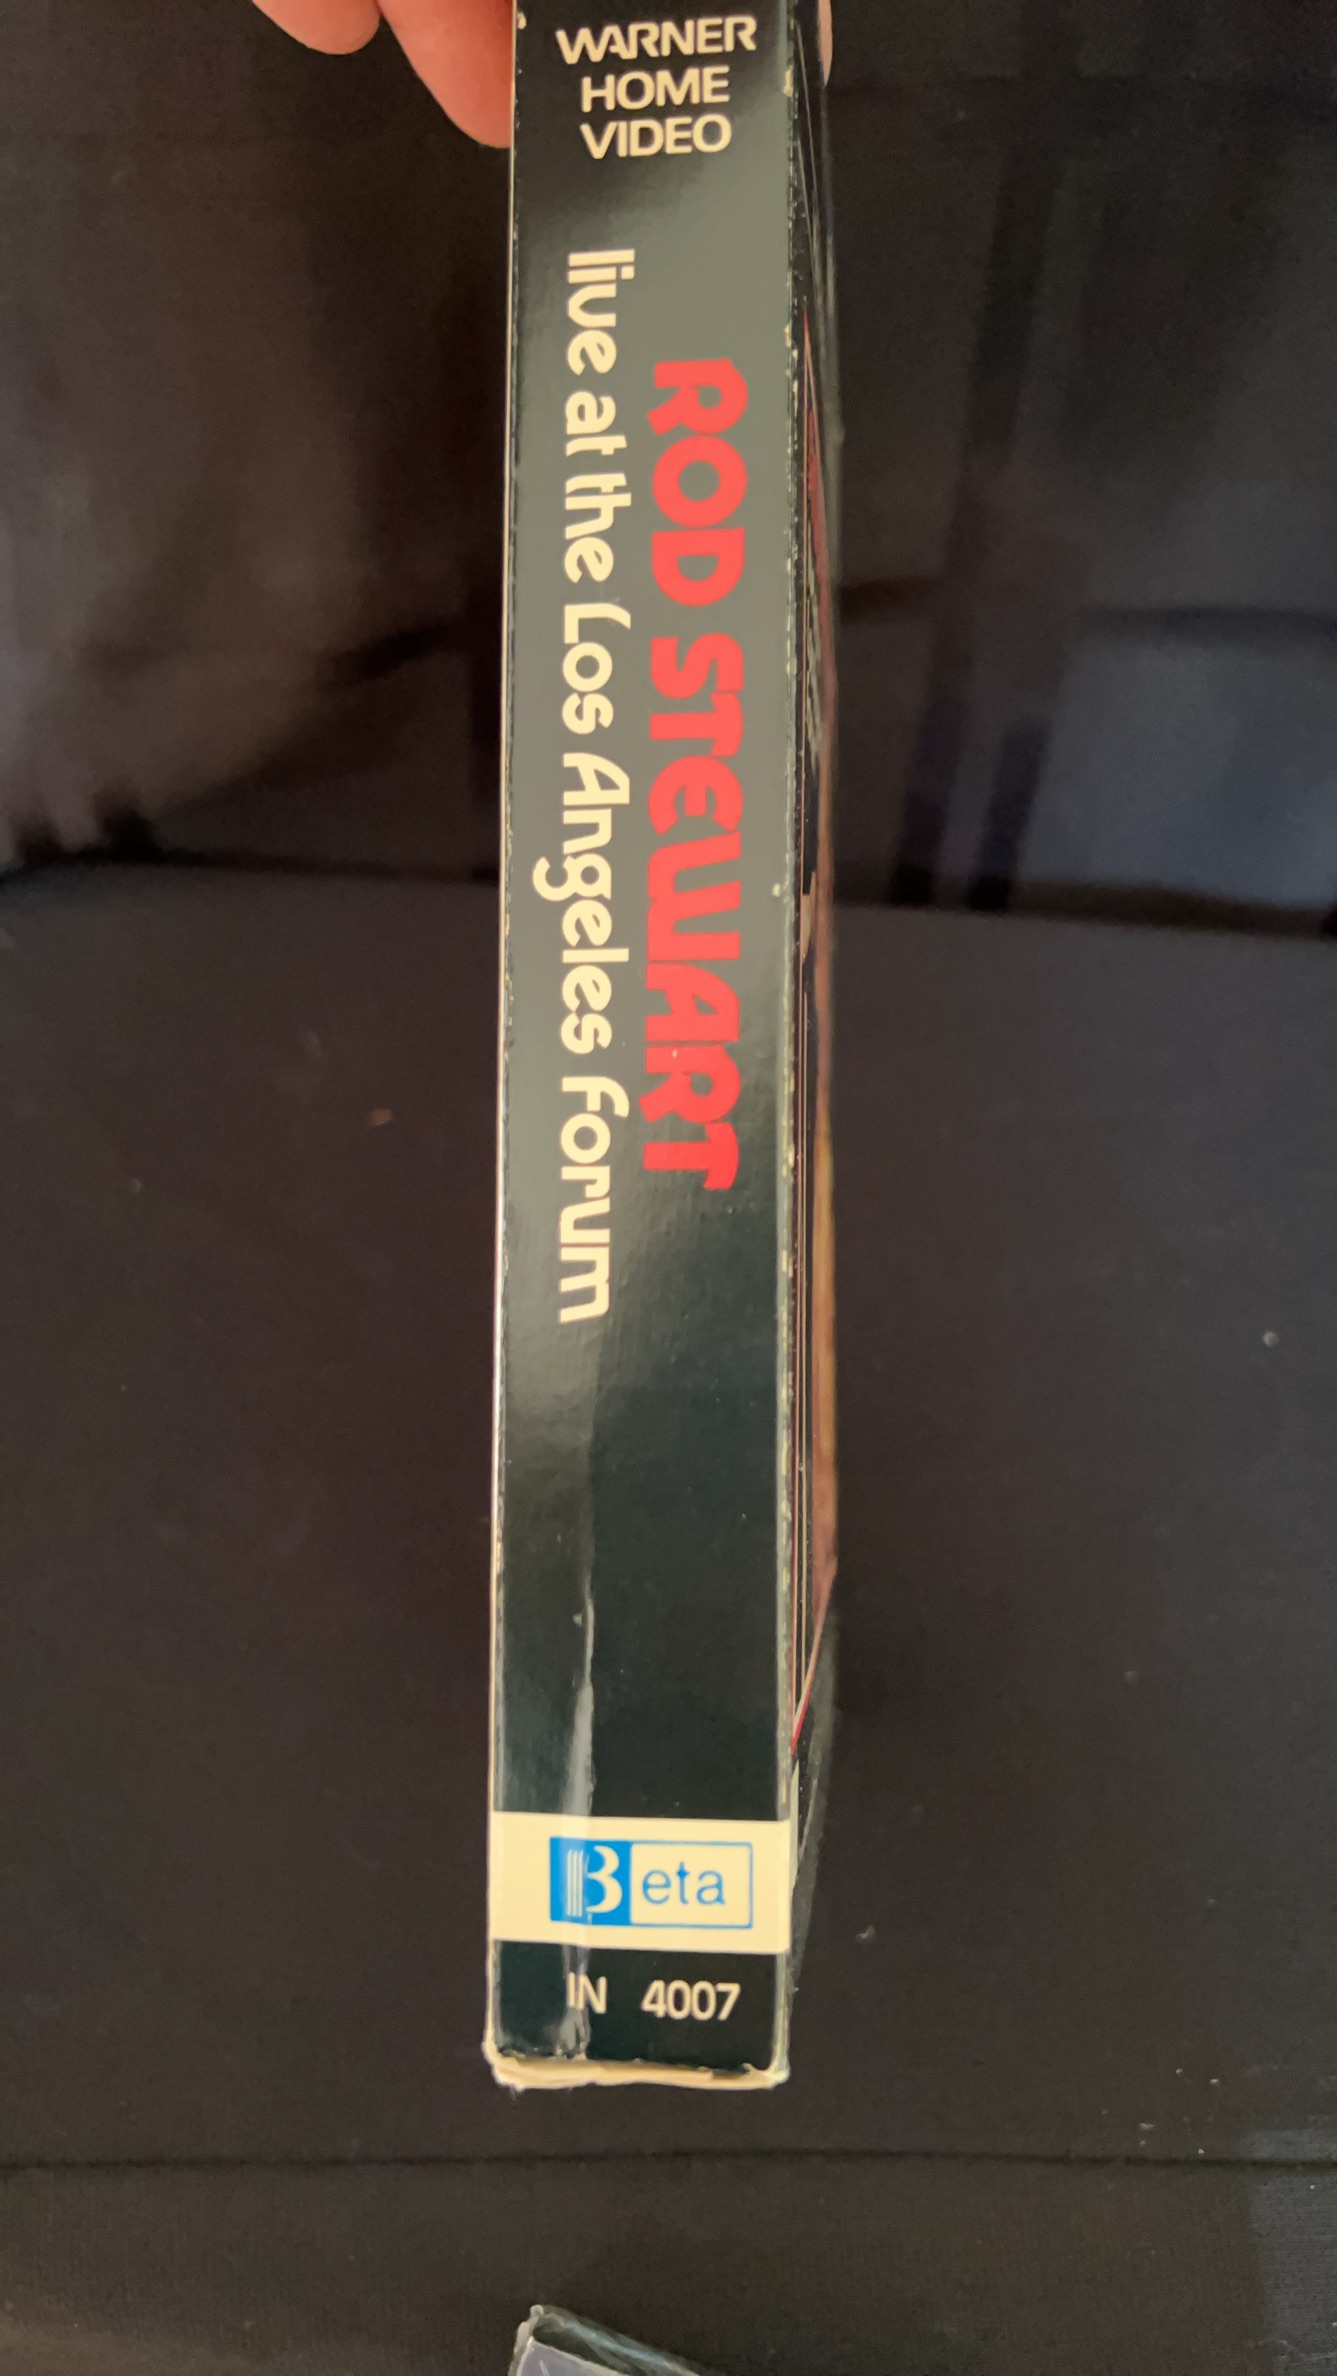 WARNER
HOME
VIDEO
ROD STEWART
live at the Los Angeles Forum
Beta
IN 4007